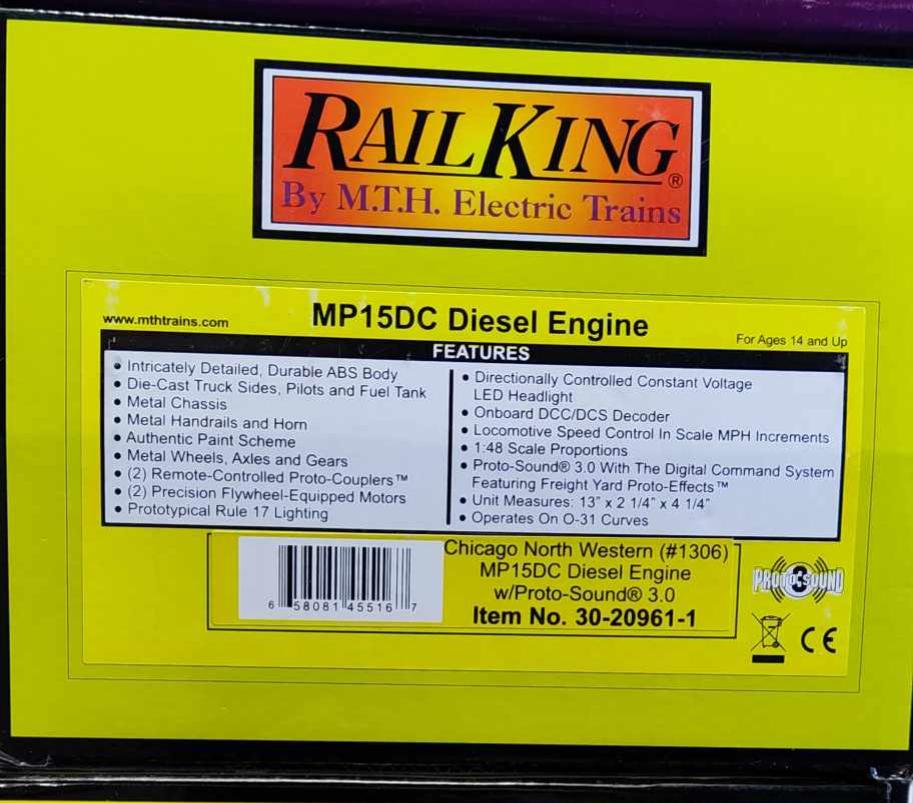 RAILKING®
By M.T.H. Electric Trains
www.mthtrains.com
MP15DC Diesel Engine
For Ages 14 and Up
FEATURES
• Intricately Detailed, Durable ABS Body
• Die-Cast Truck Sides, Pilots and Fuel Tank
• Metal Chassis
• Metal Handrails and Horn
• Authentic Paint Scheme
• Metal Wheels, Axles and Gears
• (2) Remote-Controlled Proto-Couplers™
• (2) Precision Flywheel-Equipped Motors
• Prototypical Rule 17 Lighting
• Directionally Controlled Constant Voltage
LED Headlight
• Onboard DCC/DCS Decoder
• Locomotive Speed Control In Scale MPH Increments
• 1:48 Scale Proportions
• Proto-Sound® 3.0 With The Digital Command System
Featuring Freight Yard Proto-Effects™
• Unit Measures: 13" x 2 1/4" x 4 1/4"
• Operates On O-31 Curves
6 58081 45516 7
Chicago North Western (#1306)
MP15DC Diesel Engine
w/Proto-Sound® 3.0
Item No. 30-20961-1
PROTO SOUND 3
CE